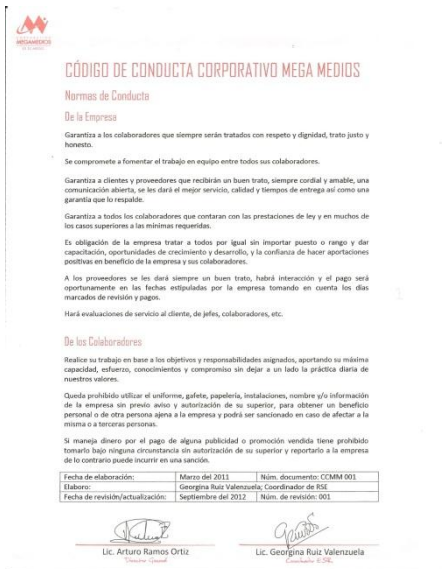 MEGAMEDIOS
CÓDIGO DE CONDUCTA CORPORATIVO MEGA MEDIOS
Normas de Conducta
De la Empresa
Garantiza a los colaboradores que siempre serán tratados con respeto y dignidad, trato justo y
honesto.
Se compromete a fomentar el trabajo en equipo entre todos sus colaboradores.
Garantiza a clientes y proveedores que recibirán un buen trato, siempre cordial y amable, una
comunicación abierta, se les dará el mejor servicio, calidad y tiempos de entrega así como una
garantía que lo respalde.
Garantiza a todos los colaboradores que contaran con las prestaciones de ley y en muchos de
los casos superiores a las mínimas requeridas.
Es obligación de la empresa tratar a todos por igual sin importar puesto o rango y dar
capacitación, oportunidades de crecimiento y desarrollo, y la confianza de hacer aportaciones
positivas en beneficio de la empresa y sus colaboradores.
A los proveedores se les dará siempre un buen trato, habrá interacción y el pago será
oportunamente en las fechas estipuladas por la empresa tomando en cuenta los días
marcados de revisión y pagos.
Hará evaluaciones de servicio al cliente, de jefes, colaboradores, etc.
De los Colaboradores
Realice su trabajo en base a los objetivos y responsabilidades asignados, aportando su máxima
capacidad, esfuerzo, conocimientos y compromiso sin dejar a un lado la práctica diaria de
nuestros valores.
Queda prohibido utilizar el uniforme, gafete, papelería, instalaciones, nombre y/o información
de la empresa sin previo aviso y autorización de su superior, para obtener un beneficio
personal o de otra persona ajena a la empresa y podrá ser sancionado en caso de afectar a la
misma o a terceras personas.
Si maneja dinero por el pago de alguna publicidad o promoción vendida tiene prohibido
tomarlo bajo ninguna circunstancia sin autorización de su superior y reportarlo a la empresa
de lo contrario puede incurrir en una sanción.
Fecha de elaboración: Marzo del 2011 Núm. documento: CCMM 001
Elaboro: Georgina Ruiz Valenzuela; Coordinador de RSE
Fecha de revisión/actualización: Septiembre del 2012 Núm. de revisión: 001
Lic. Arturo Ramos Ortiz Lic. Georgina Ruiz Valenzuela
Director General Coordinador E.S.R.